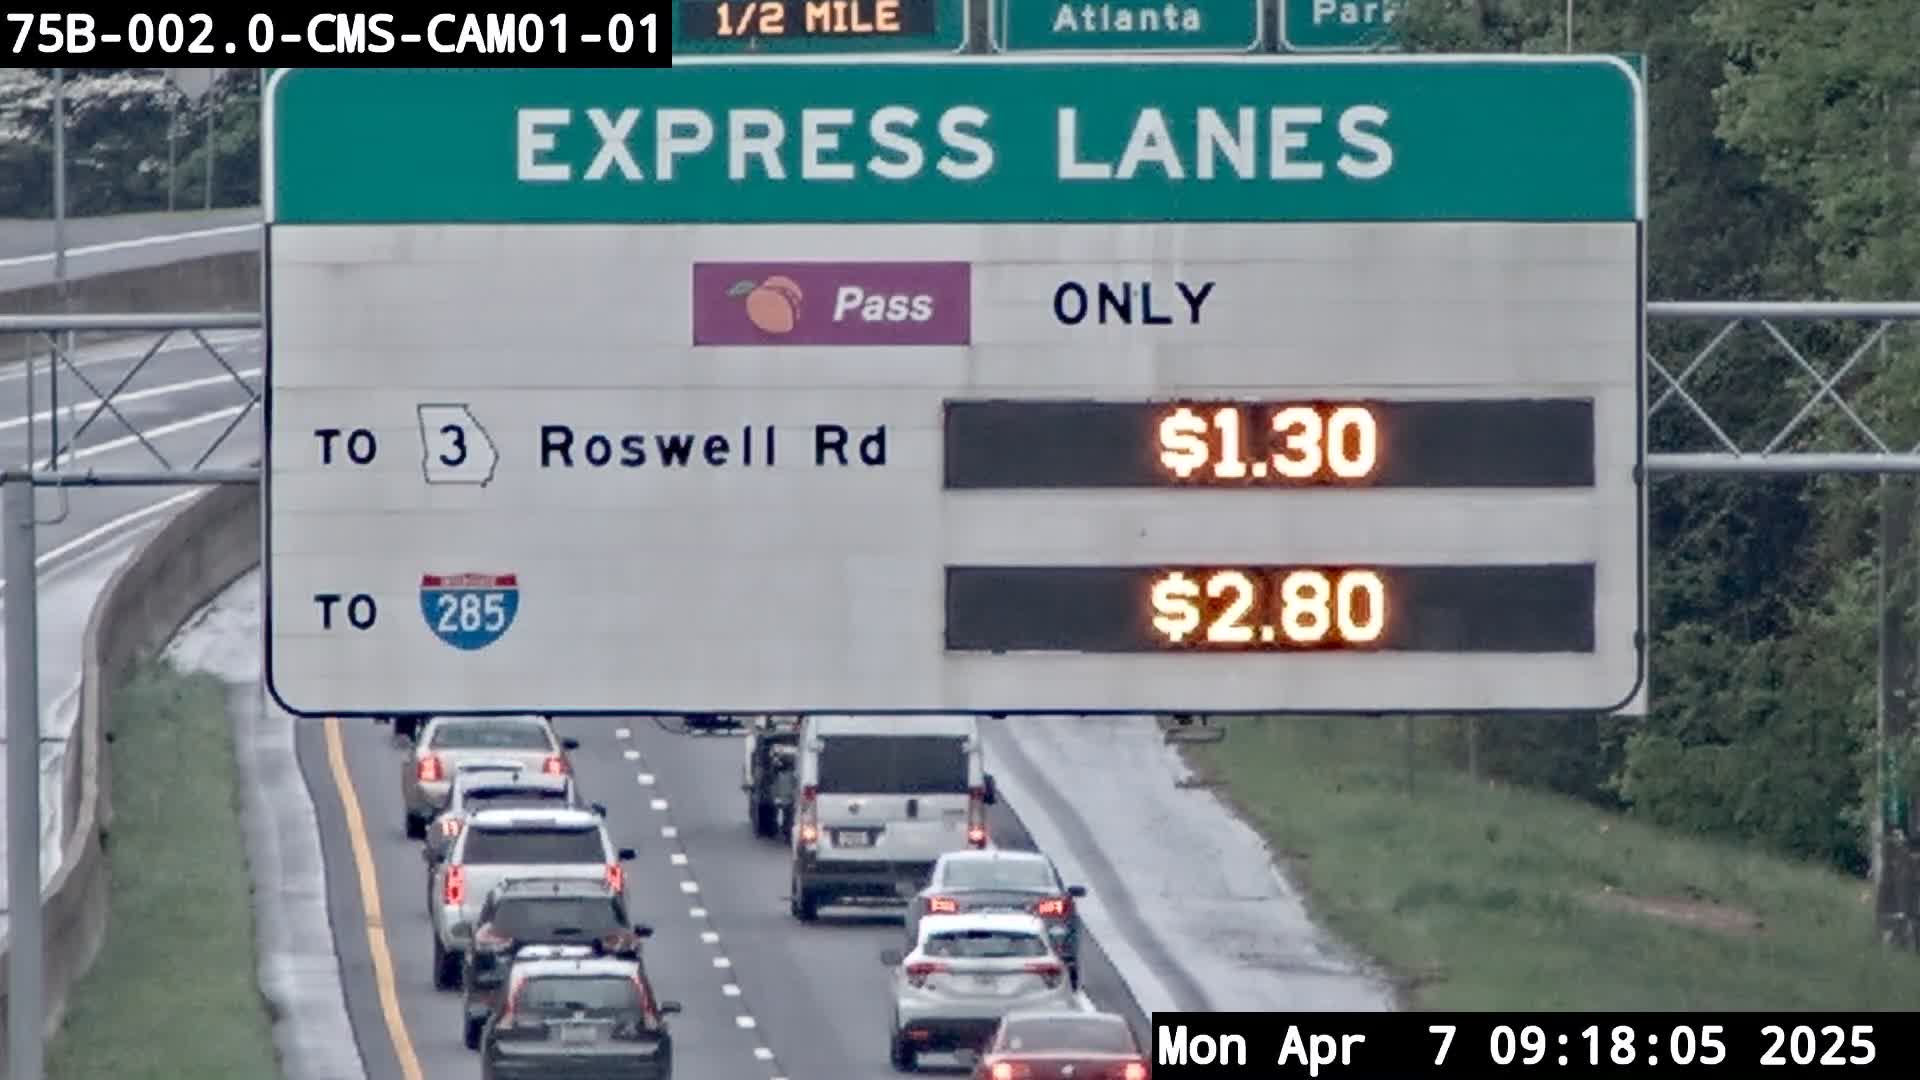 75B-002.0-CMS-CAM01-01
1/2 MILE
Atlanta
EXPRESS LANES
Pass ONLY
TO 3 Roswell Rd $1.30
TO 285 $2.80
Mon Apr 7 09:18:05 2025